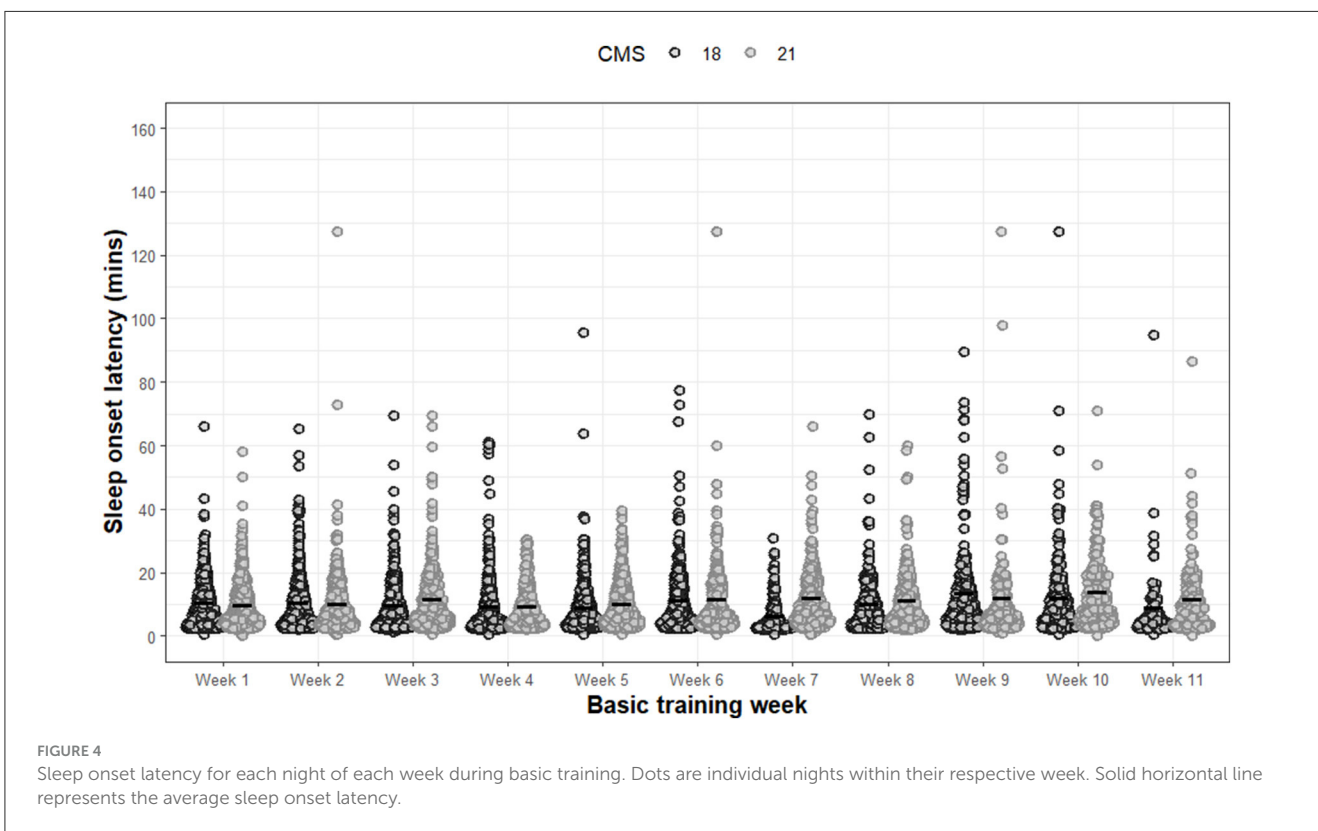 CMS 18 21
160
140
120
100
80
60
40
20
0
Sleep onset latency (mins)
Week 1 Week 2 Week 3 Week 4 Week 5 Week 6 Week 7 Week 8 Week 9 Week 10 Week 11
Basic training week
FIGURE 4
Sleep onset latency for each night of each week during basic training. Dots are individual nights within their respective week. Solid horizontal line
represents the average sleep onset latency.